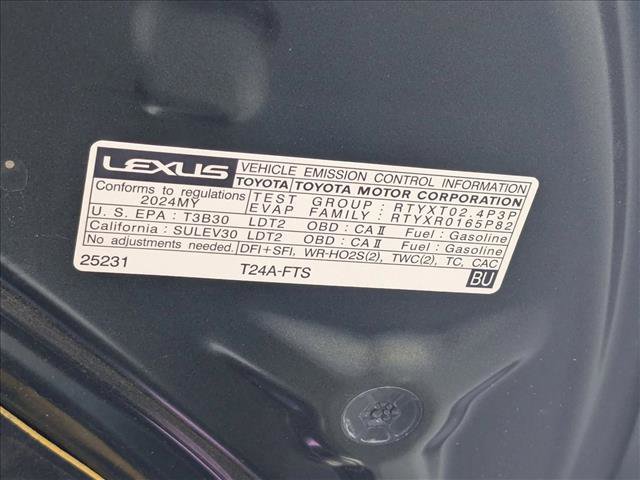 LEXUS VEHICLE EMISSION CONTROL INFORMATION
TOYOTA TOYOTA MOTOR CORPORATION
Conforms to regulations TEST GROUP : RTYXT02.4P3P
2024MY EVAP FAMILY : RTYXR0165P82
U. S. EPA : T3B30 LDT2 OBD : CA II Fuel : Gasoline
California : SULEV30 LDT2 OBD : CA II Fuel : Gasoline
No adjustments needed. DFI+SFI, WR-HO2S(2), TWC(2), TC, CAC
25231 T24A-FTS BU